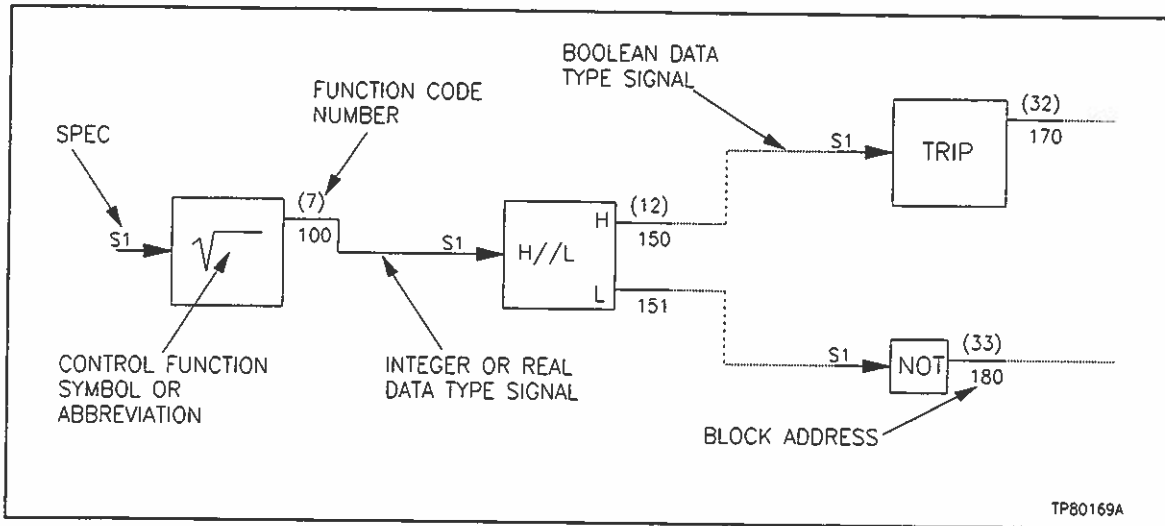 BOOLEAN DATA
TYPE SIGNAL
FUNCTION CODE
NUMBER
SPEC
S1
(7)
100
S1
H//L
H
L
(12)
150
151
S1
TRIP
(32)
170
S1
NOT
(33)
180
CONTROL FUNCTION
SYMBOL OR
ABBREVIATION
INTEGER OR REAL
DATA TYPE SIGNAL
BLOCK ADDRESS
TP80169A